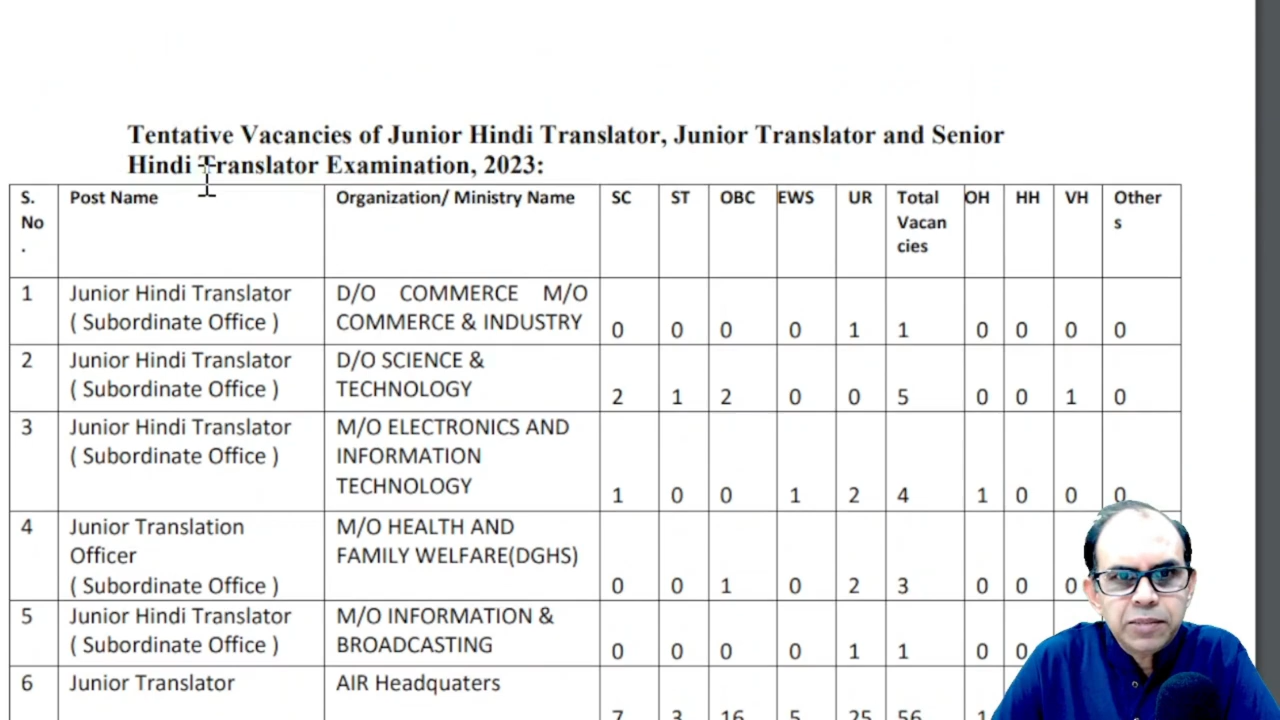 Tentative Vacancies of Junior Hindi Translator, Junior Translator and Senior
Hindi Translator Examination, 2023:
S. No . Post Name Organization/ Ministry Name SC ST OBC EWS UR Total Vacan cies OH HH VH Other s
1 Junior Hindi Translator D/O COMMERCE M/O
( Subordinate Office ) COMMERCE & INDUSTRY 0 0 0 0 1 1 0 0 0 0
2 Junior Hindi Translator D/O SCIENCE &
( Subordinate Office ) TECHNOLOGY 2 1 2 0 0 5 0 0 1 0
3 Junior Hindi Translator M/O ELECTRONICS AND
( Subordinate Office ) INFORMATION
TECHNOLOGY 1 0 0 1 2 4 1 0 0 0
4 Junior Translation M/O HEALTH AND
Officer FAMILY WELFARE(DGHS)
( Subordinate Office ) 0 0 1 0 2 3 0 0 0
5 Junior Hindi Translator M/O INFORMATION &
( Subordinate Office ) BROADCASTING 0 0 0 0 1 1 0 0
6 Junior Translator AIR Headquaters
7 3 16 5 25 56 1